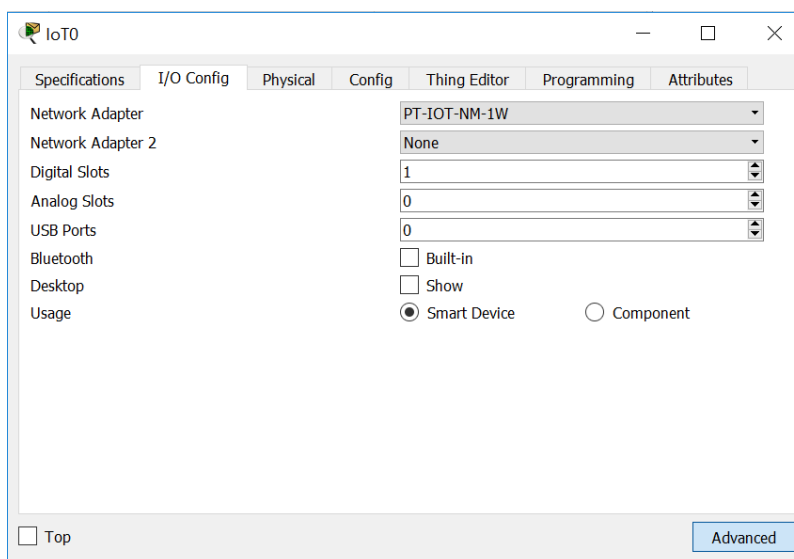 IoT0
Specifications I/O Config Physical Config Thing Editor Programming Attributes
Network Adapter PT-IOT-NM-1W
Network Adapter 2 None
Digital Slots 1
Analog Slots 0
USB Ports 0
Bluetooth Built-in
Desktop Show
Usage Smart Device Component
Top Advanced